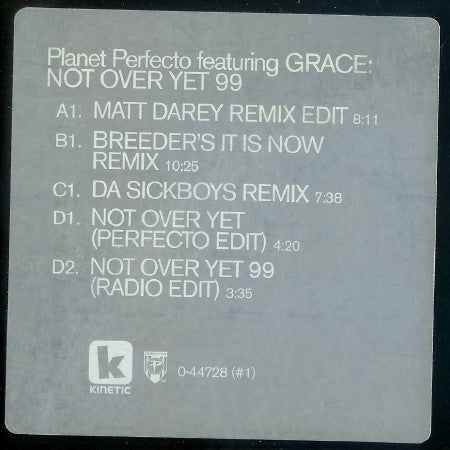 Planet Perfecto featuring GRACE:
NOT OVER YET 99
A1. MATT DAREY REMIX EDIT 8:11
B1. BREEDER'S IT IS NOW
REMIX 10:25
C1. DA SICKBOYS REMIX 7:38
D1. NOT OVER YET
(PERFECTO EDIT) 4:20
D2. NOT OVER YET 99
(RADIO EDIT) 3:35
k
KINETIC
0-44728 (#1)